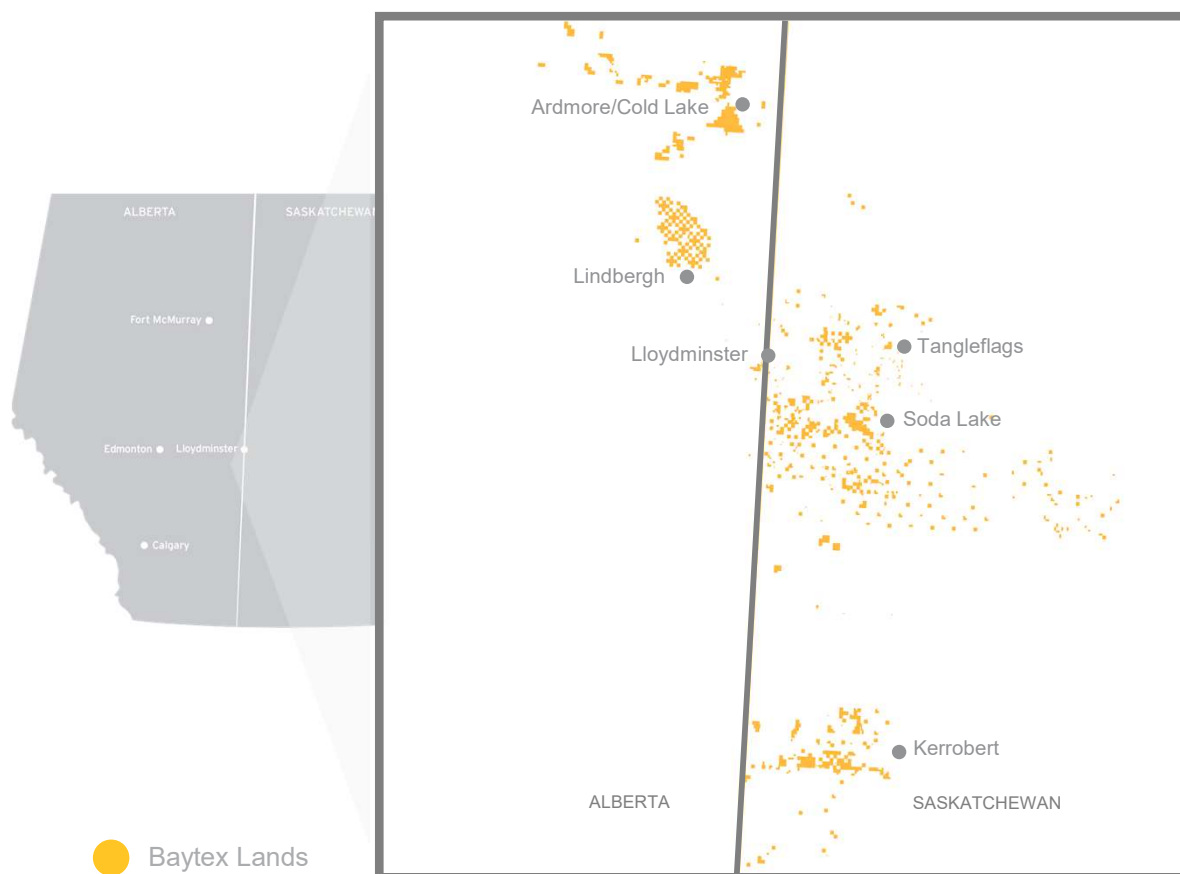 ALBERTA
SASKATCHEWAN
Fort McMurray
Edmonton
Lloydminster
Calgary
Ardmore/Cold Lake
Lindbergh
Lloydminster
Tangleflags
Soda Lake
Kerrobert
ALBERTA
SASKATCHEWAN
Baytex Lands